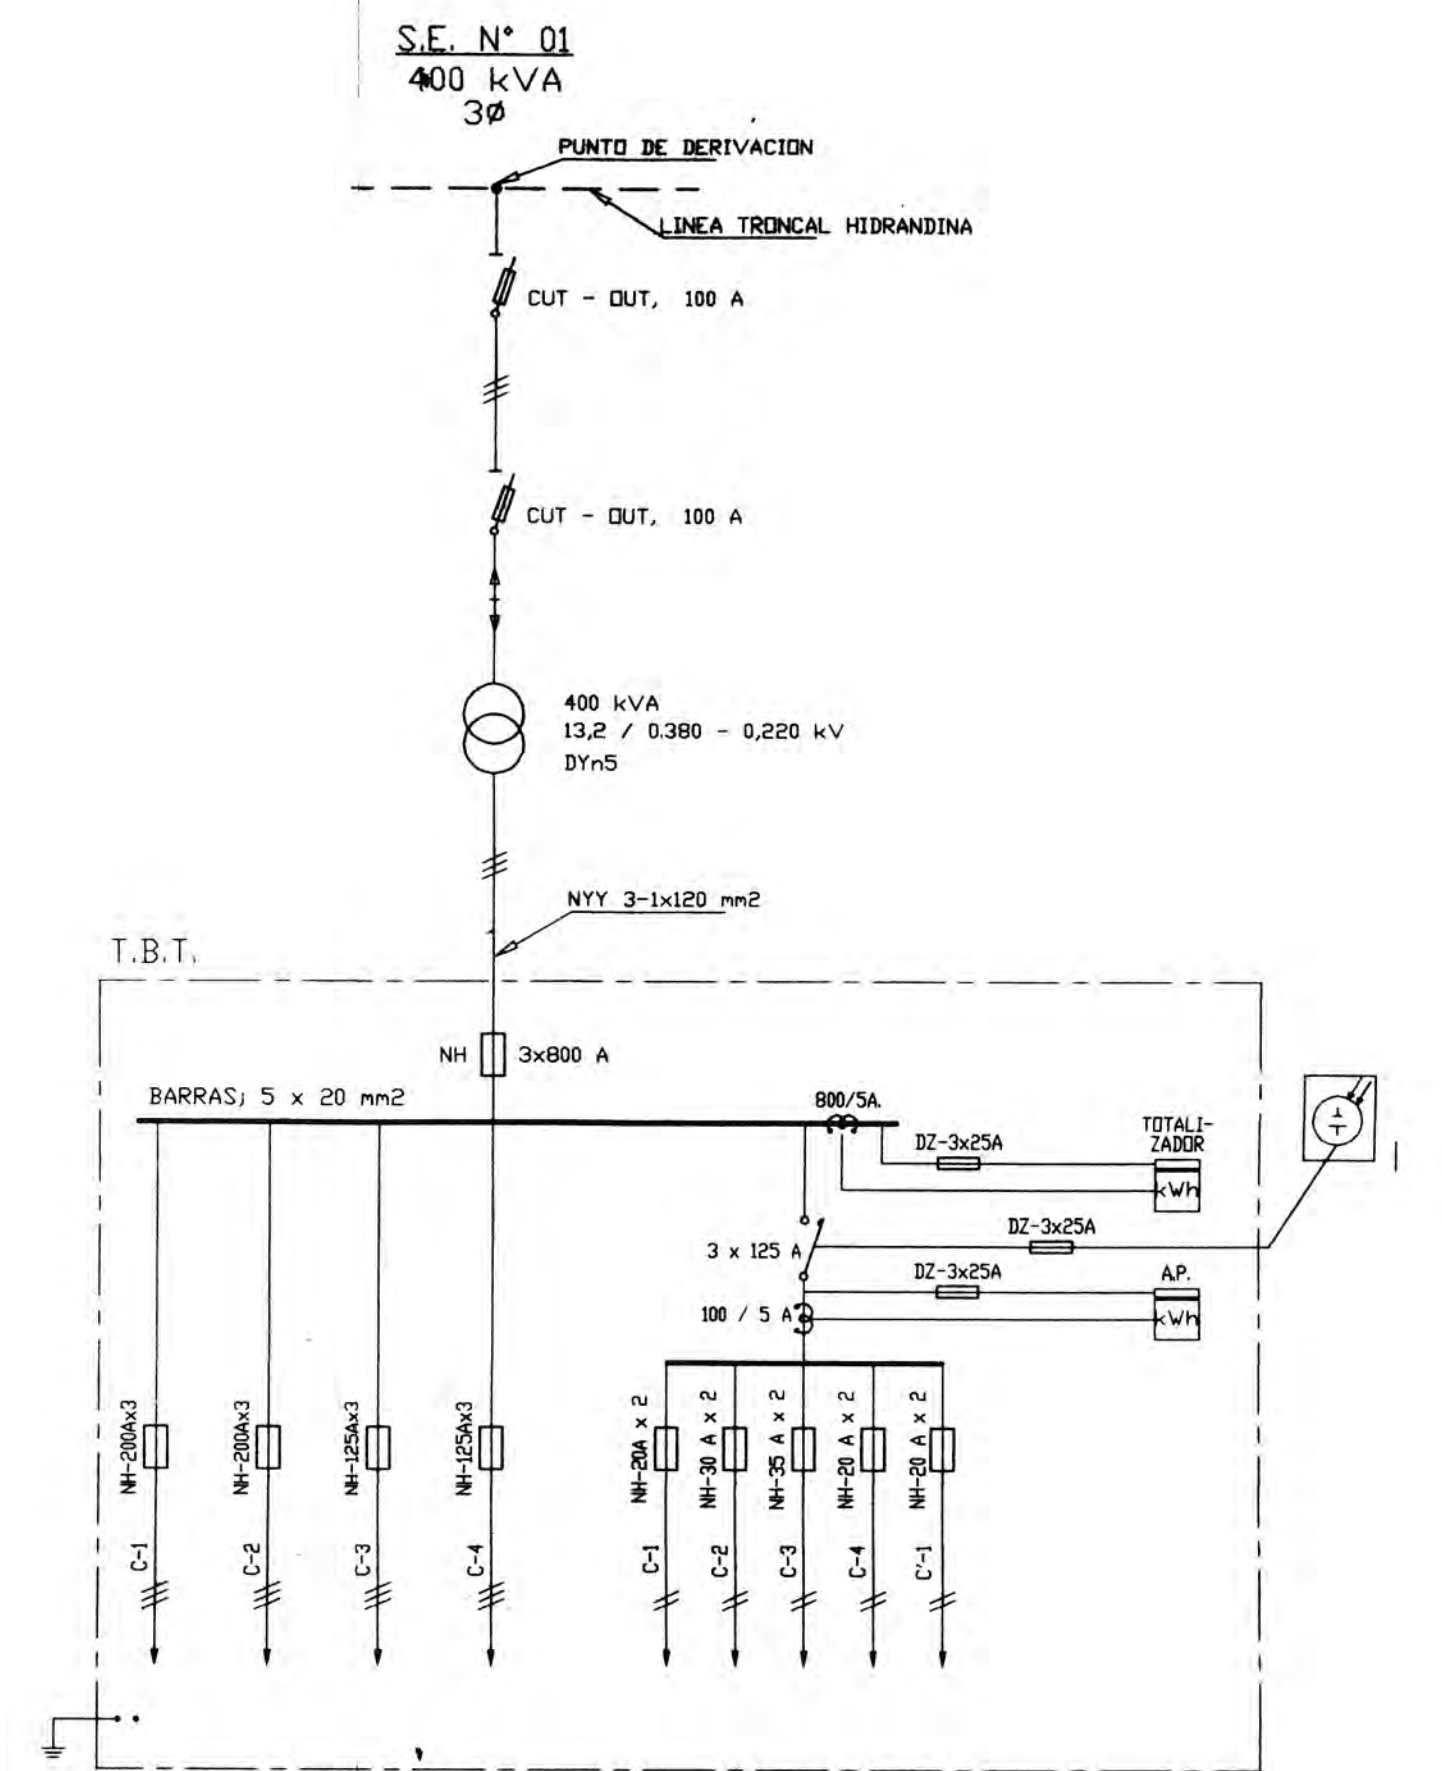 S.E. N° 01
400 kVA
3Ø
PUNTO DE DERIVACION
LINEA TRONCAL HIDRANDINA
CUT - OUT, 100 A
CUT - OUT, 100 A
400 kVA
13,2 / 0.380 - 0,220 kV
DYn5
NYY 3-1x120 mm2
T.B.T.
NH 3x800 A
BARRAS; 5 x 20 mm2
800/5A.
DZ-3x25A
TOTALI-
ZADOR
kWh
DZ-3x25A
3 x 125 A
DZ-3x25A
A.P.
100 / 5 A
kWh
NH-200Ax3
NH-200Ax3
NH-125Ax3
NH-125Ax3
NH-20A x 2
NH-30 A x 2
NH-35 A x 2
NH-20 A x 2
NH-20 A x 2
C-1
C-2
C-3
C-4
C-1
C-2
C-3
C-4
C'-1